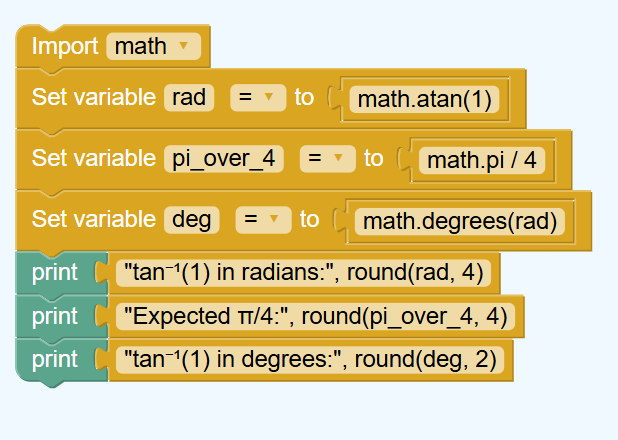 Import math
Set variable rad = to math.atan(1)
Set variable pi_over_4 = to math.pi / 4
Set variable deg = to math.degrees(rad)
print "tan⁻¹(1) in radians:", round(rad, 4)
print "Expected π/4:", round(pi_over_4, 4)
print "tan⁻¹(1) in degrees:", round(deg, 2)